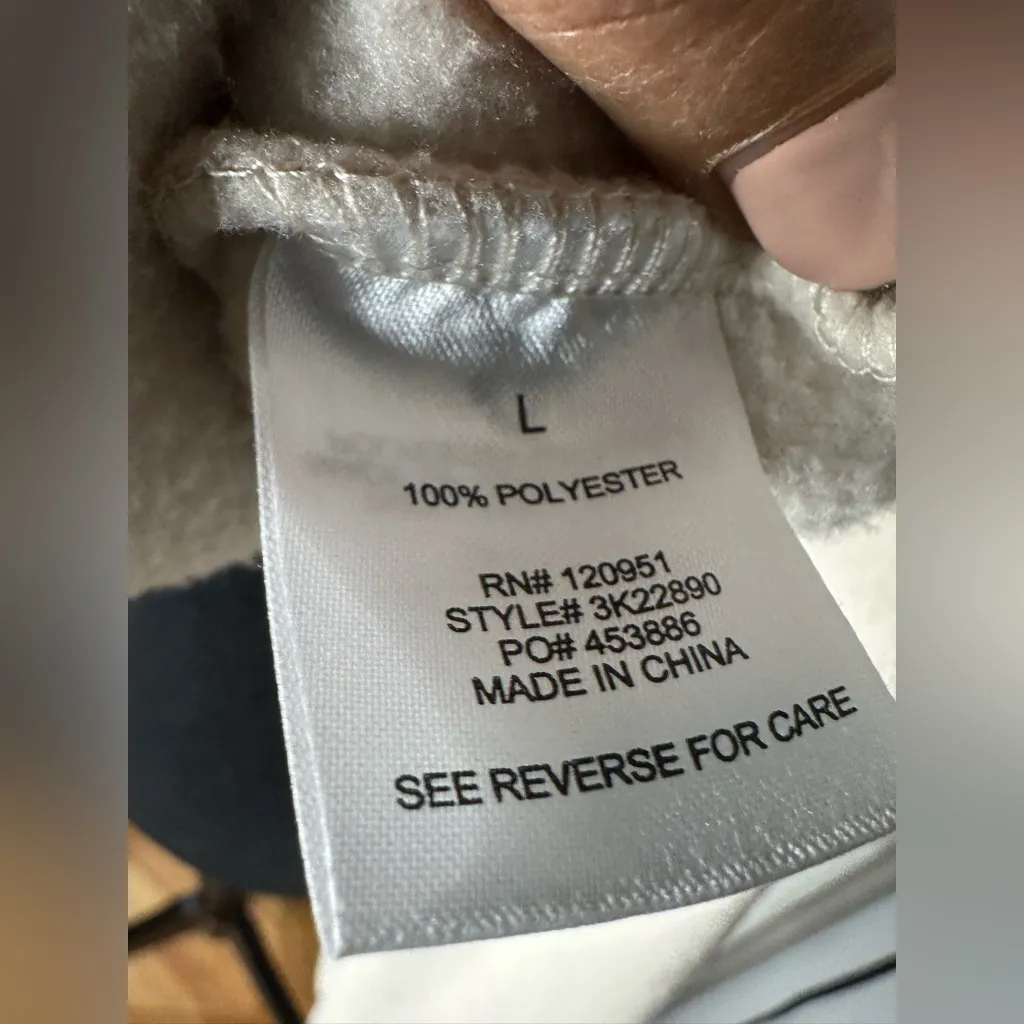 L
100% POLYESTER
RN# 120951
STYLE# 3K22890
PO# 453886
MADE IN CHINA
SEE REVERSE FOR CARE